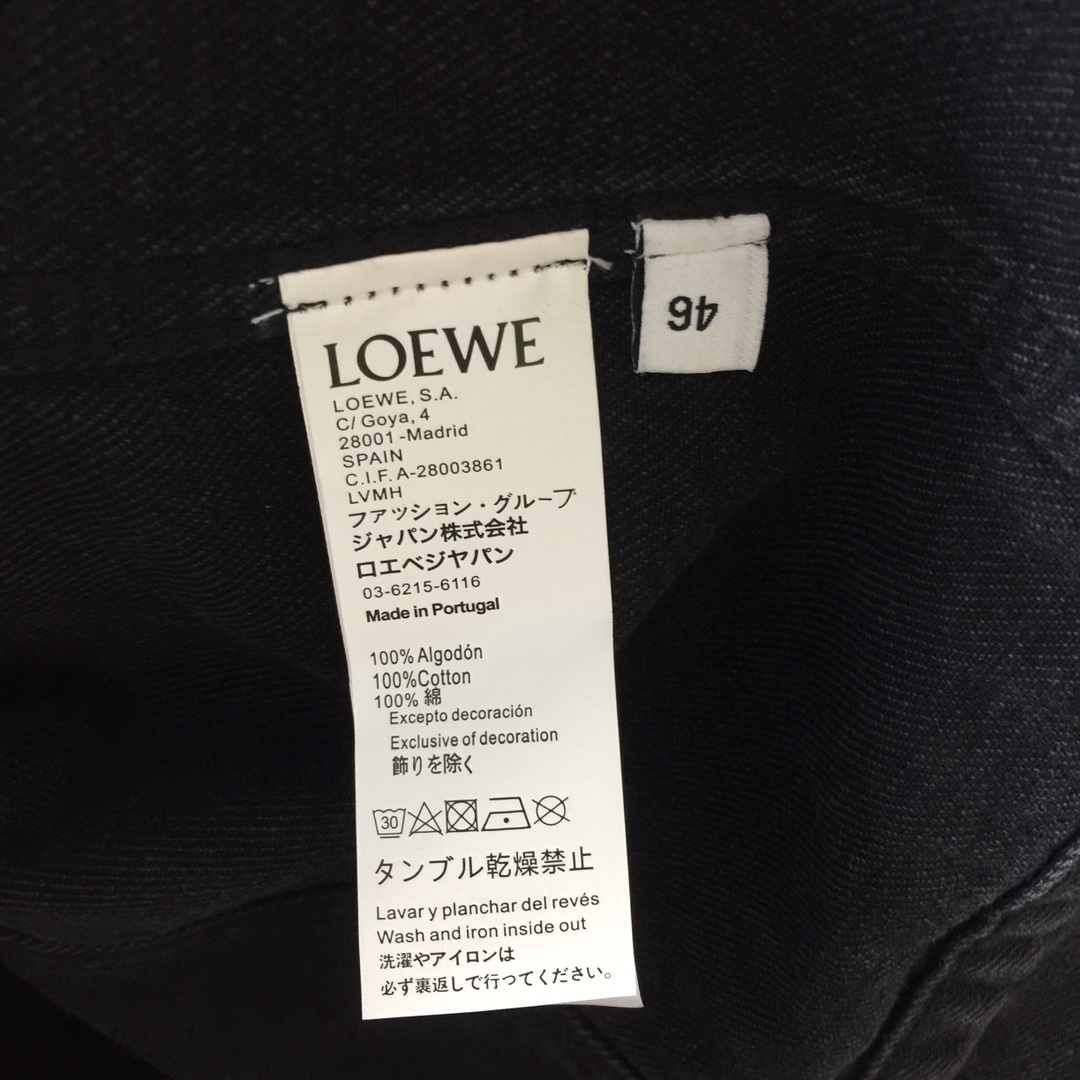 LOEWE
LOEWE, S.A.
C/ Goya, 4
28001 -Madrid
SPAIN
C.I.F. A-28003861
LVMH
ファッション・グループ
ジャパン株式会社
ロエベジヤパン
03-6215-6116
Made in Portugal
100% Algodón
100%Cotton
100% 綿
Excepto decoración
Exclusive of decoration
飾りを除く
30
タンブル乾燥禁止
Lavar y planchar del revés
Wash and iron inside out
洗濯やアイロンは
必ず裏返しで行ってください。
46